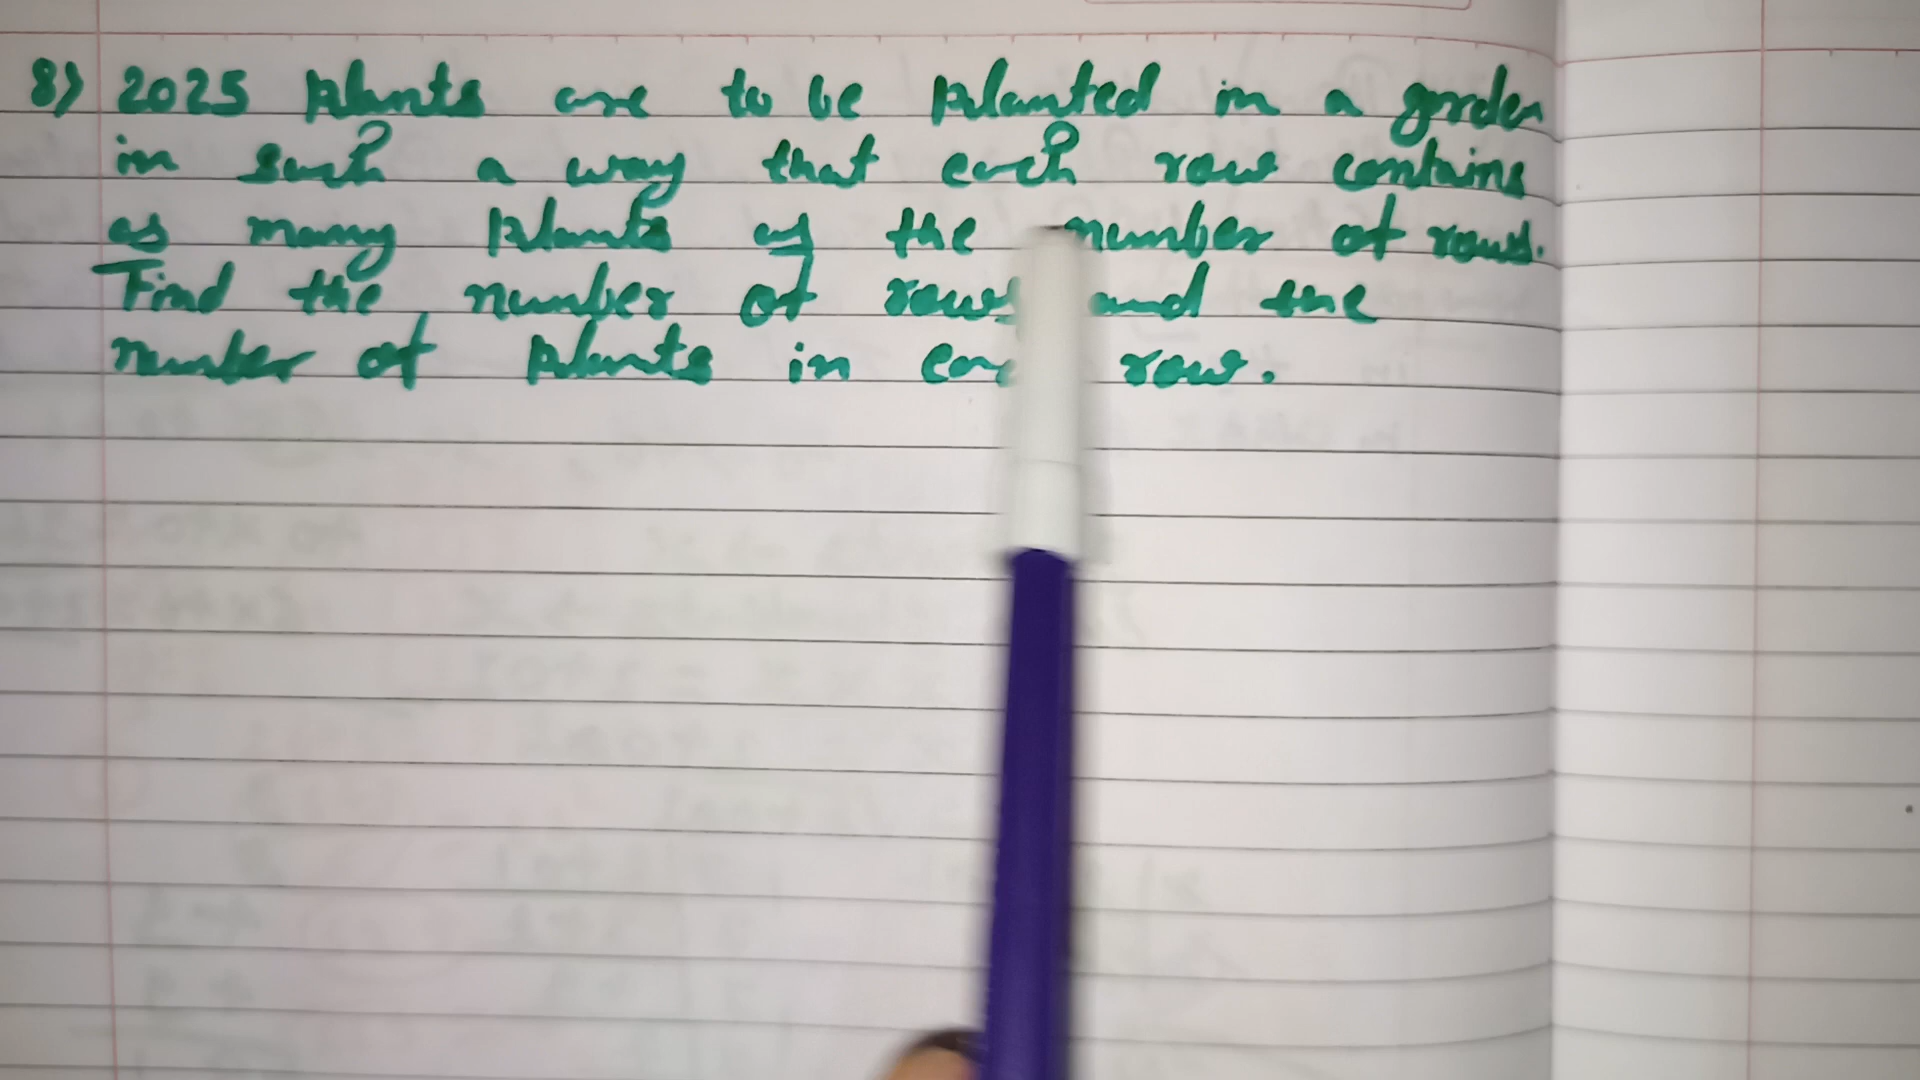 8) 2025 plants are to be planted in a garden
in such a way that each row contains
as many plants as the number of rows.
Find the number of rows and the
number of plants in each row.